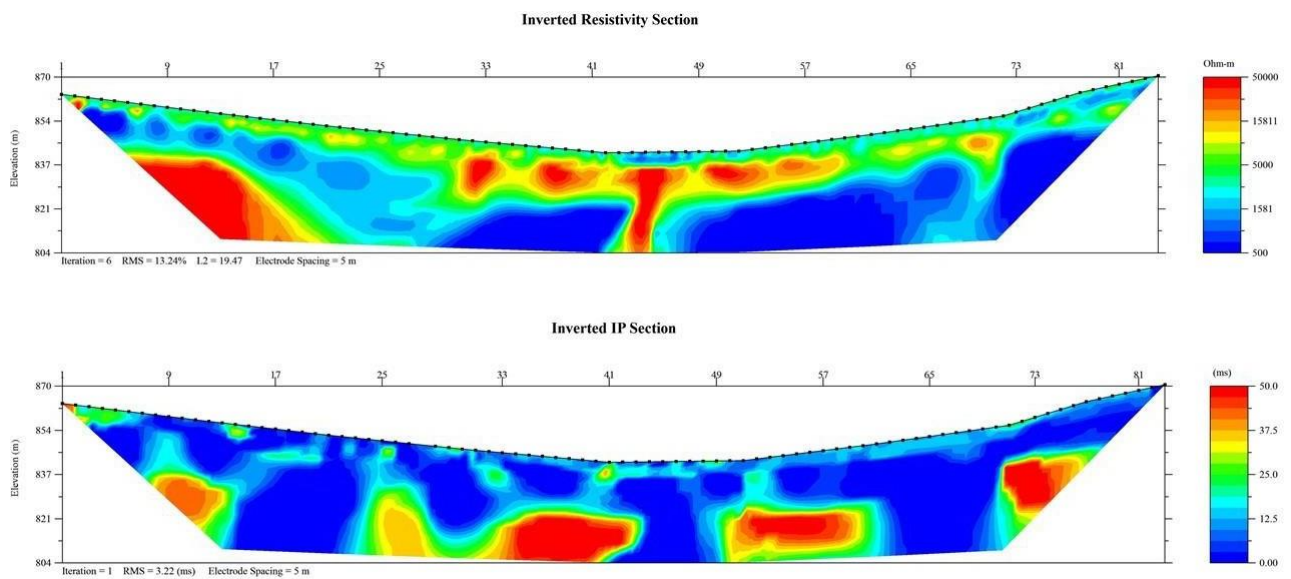 Inverted Resistivity Section
1 9 17 25 33 41 49 57 65 73 81
Ohm-m
870
854
837
821
804
Elevation (m)
50000
15811
5000
1581
500
Iteration = 6 RMS = 13.24% L2 = 19.47 Electrode Spacing = 5 m
Inverted IP Section
1 9 17 25 33 41 49 57 65 73 81
(ms)
870
854
837
821
804
Elevation (m)
50.0
37.5
25.0
12.5
0.00
Iteration = 1 RMS = 3.22 (ms) Electrode Spacing = 5 m